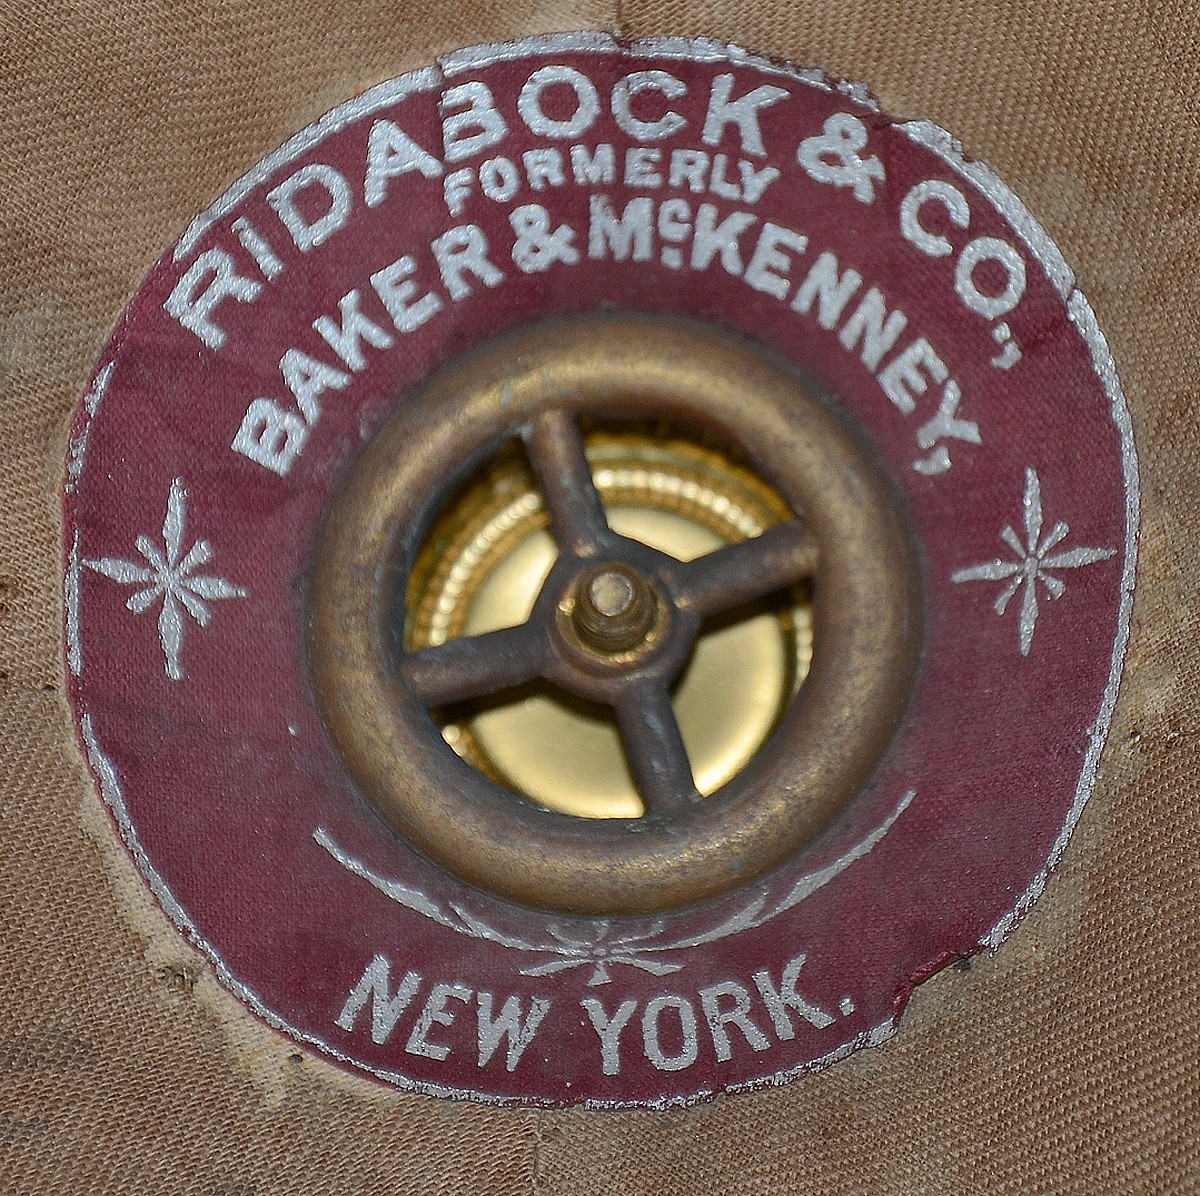 RIDABOCK & CO.,
FORMERLY
BAKER & McKENNEY,
NEW YORK.